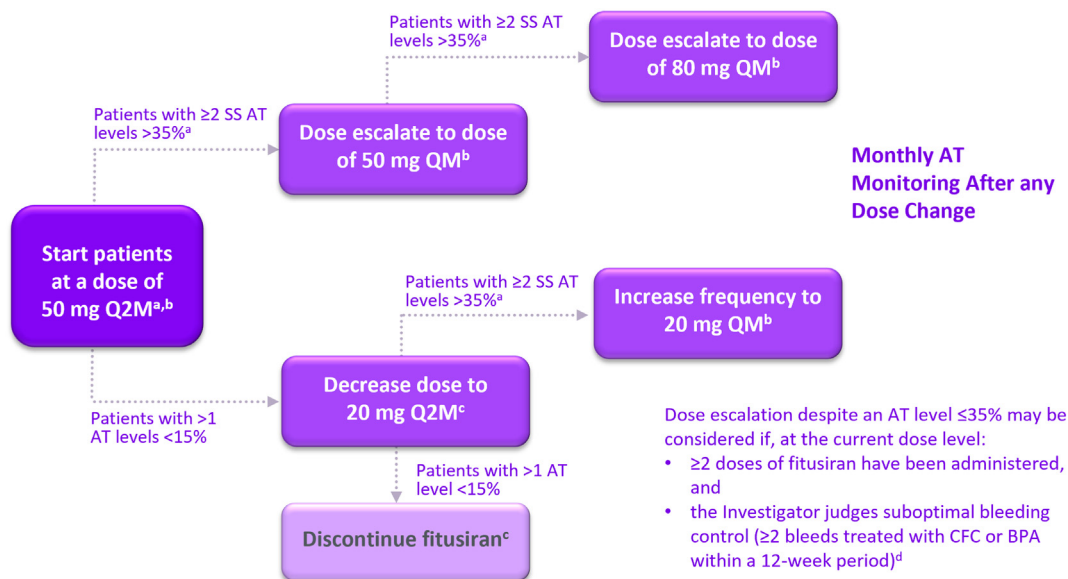 Patients with ≥2 SS AT
levels >35%ᵃ
Dose escalate to dose
of 80 mg QMᵇ
Patients with ≥2 SS AT
levels >35%ᵃ
Dose escalate to dose
of 50 mg QMᵇ
Monthly AT
Monitoring After any
Dose Change
Start patients
at a dose of
50 mg Q2Mᵃ,ᵇ
Patients with ≥2 SS AT
levels >35%ᵃ
Increase frequency to
20 mg QMᵇ
Patients with >1
AT levels <15%
Decrease dose to
20 mg Q2Mᶜ
Patients with >1 AT
level <15%
Discontinue fitusiranᶜ
Dose escalation despite an AT level ≤35% may be
considered if, at the current dose level:
• ≥2 doses of fitusiran have been administered,
and
• the Investigator judges suboptimal bleeding
control (≥2 bleeds treated with CFC or BPA
within a 12-week period)ᵈ